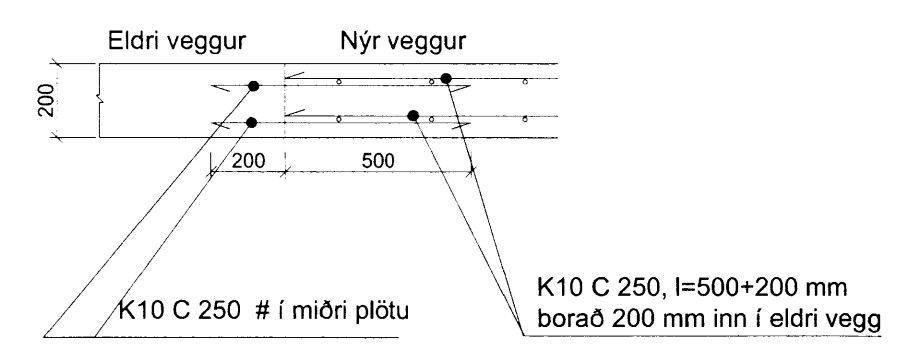 Eldri veggur
Nýr veggur
200
200
500
K10 C 250 # í miðri plötu
K10 C 250, l=500+200 mm
borað 200 mm inn í eldri vegg